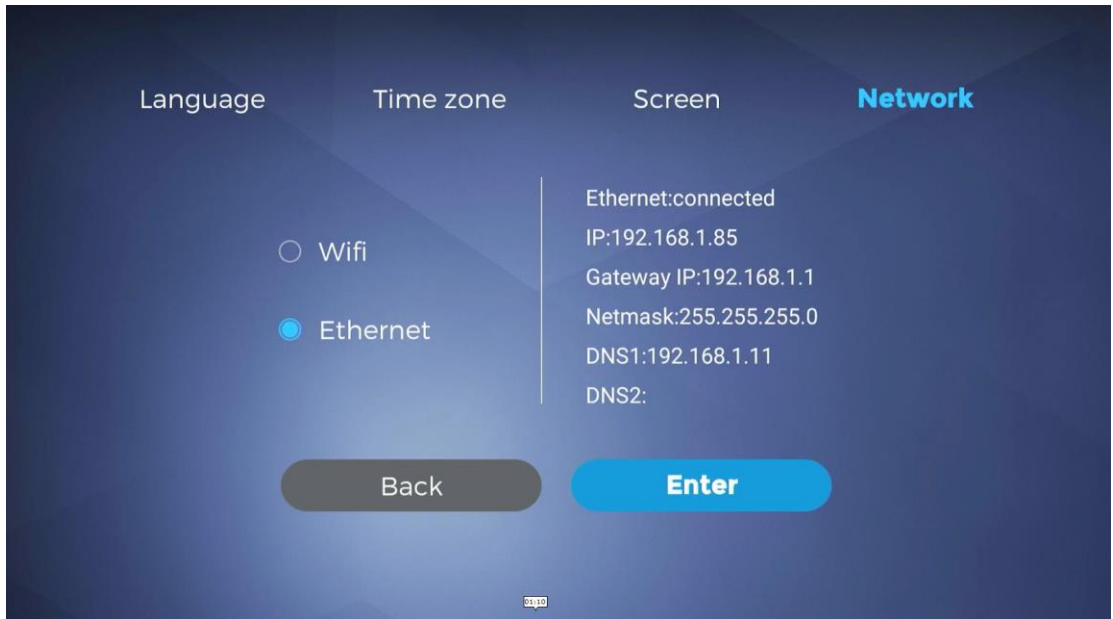 Language Time zone Screen Network
Wifi
Ethernet
Ethernet:connected
IP:192.168.1.85
Gateway IP:192.168.1.1
Netmask:255.255.255.0
DNS1:192.168.1.11
DNS2:
Back Enter
01:10